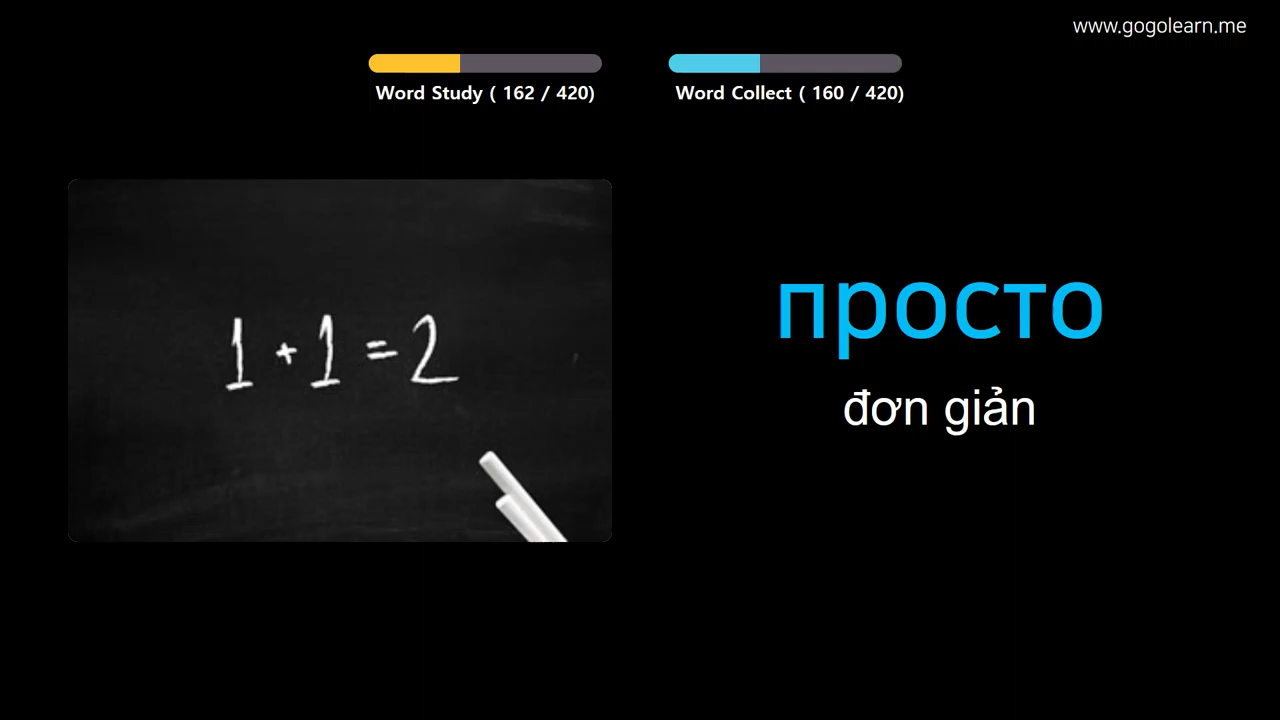 www.gogolearn.me
Word Study ( 162 / 420)
Word Collect ( 160 / 420)
1 + 1 = 2
просто
đơn giản